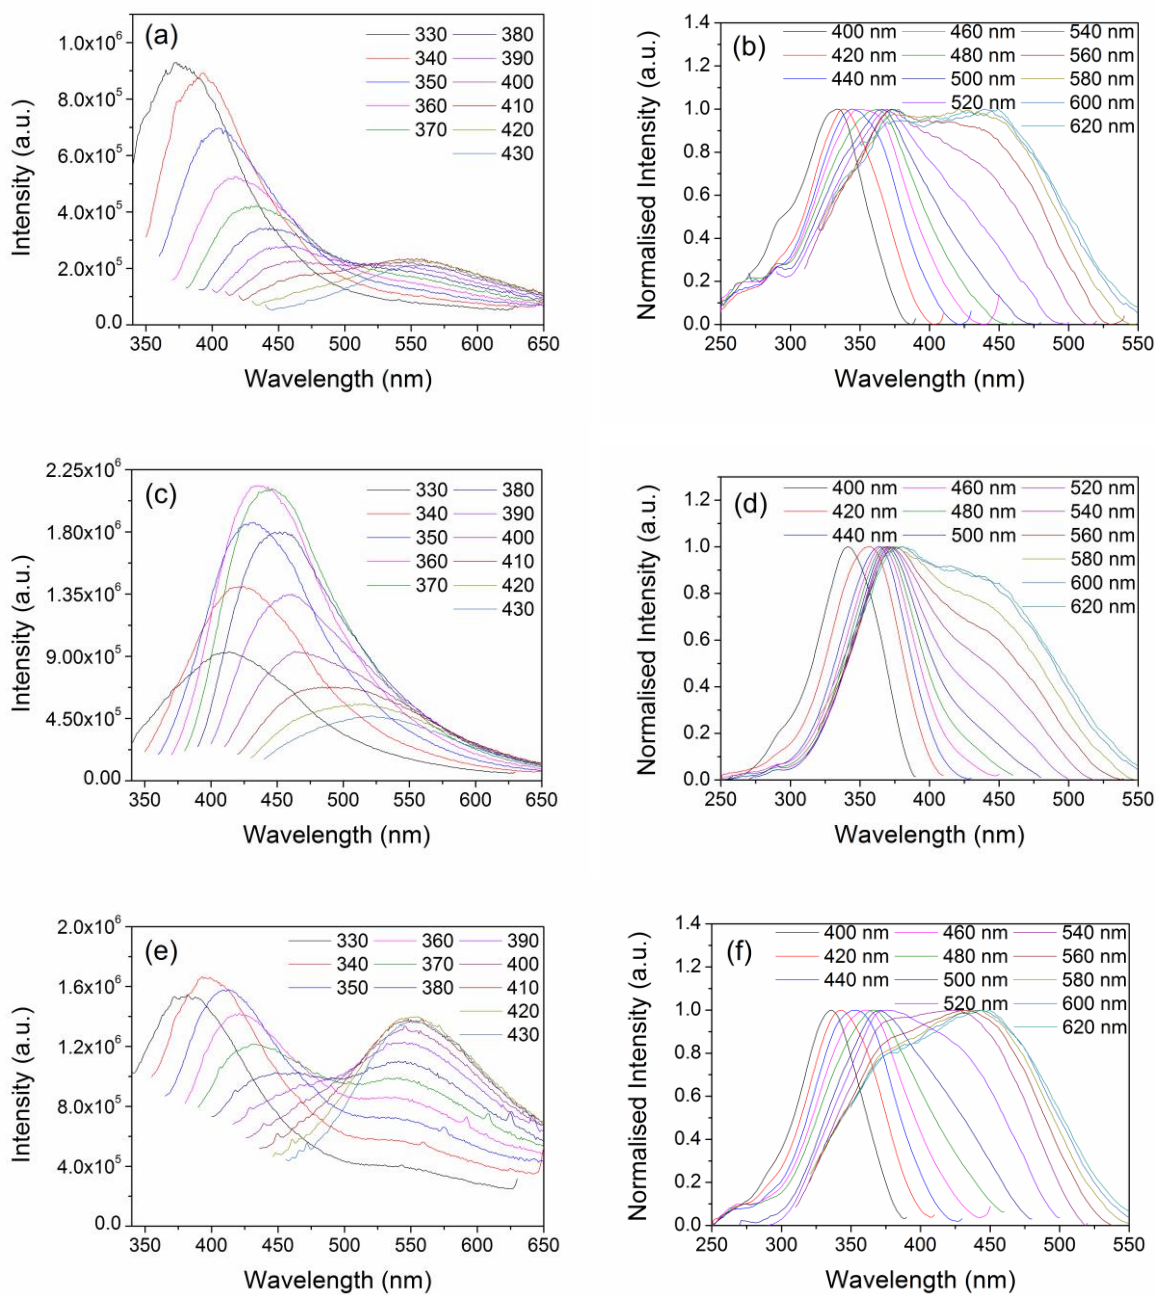 (a)
330 380
340 390
350 400
360 410
370 420
430
1.0x10⁶
8.0x10⁵
6.0x10⁵
4.0x10⁵
2.0x10⁵
0.0
Intensity (a.u.)
350 400 450 500 550 600 650
Wavelength (nm)
(b)
400 nm 460 nm 540 nm
420 nm 480 nm 560 nm
440 nm 500 nm 580 nm
520 nm 600 nm
620 nm
1.4
1.2
1.0
0.8
0.6
0.4
0.2
0.0
Normalised Intensity (a.u.)
250 300 350 400 450 500 550
Wavelength (nm)
(c)
330 380
340 390
350 400
360 410
370 420
430
2.25x10⁶
1.80x10⁶
1.35x10⁶
9.00x10⁵
4.50x10⁵
0.00
Intensity (a.u.)
350 400 450 500 550 600 650
Wavelength (nm)
(d)
400 nm 460 nm 520 nm
420 nm 480 nm 540 nm
440 nm 500 nm 560 nm
580 nm
600 nm
620 nm
1.2
1.0
0.8
0.6
0.4
0.2
0.0
Normalised Intensity (a.u.)
250 300 350 400 450 500 550
Wavelength (nm)
(e)
330 360 390
340 370 400
350 380 410
420
430
2.0x10⁶
1.6x10⁶
1.2x10⁶
8.0x10⁵
4.0x10⁵
0.0
Intensity (a.u.)
350 400 450 500 550 600 650
Wavelength (nm)
(f)
400 nm 460 nm 540 nm
420 nm 480 nm 560 nm
440 nm 500 nm 580 nm
520 nm 600 nm
620 nm
1.4
1.2
1.0
0.8
0.6
0.4
0.2
0.0
Normalised Intensity (a.u.)
250 300 350 400 450 500 550
Wavelength (nm)